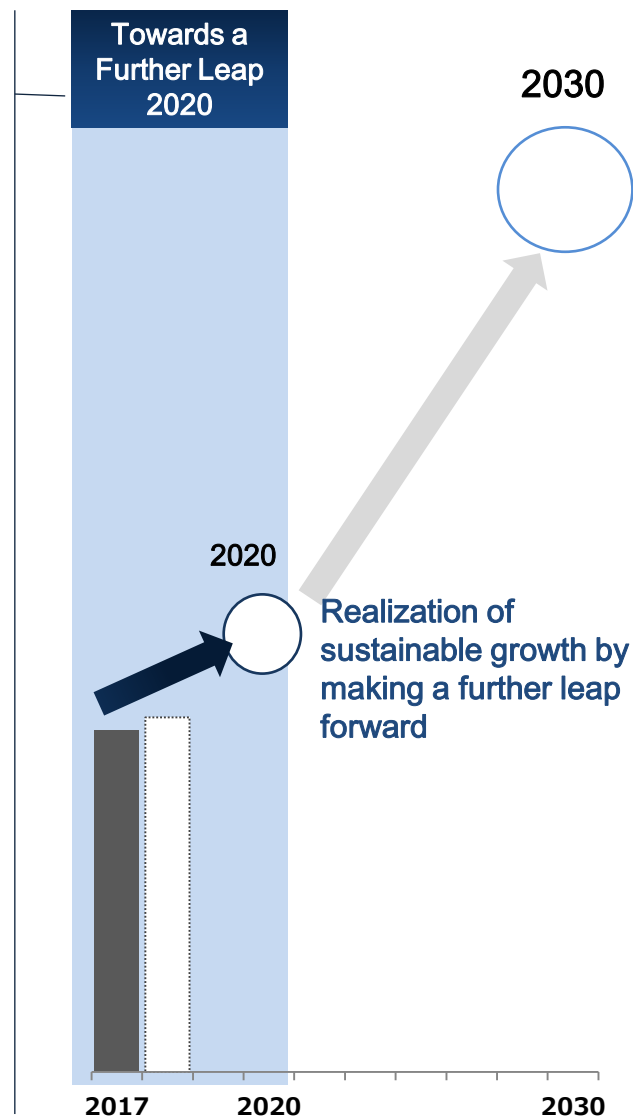 Towards a
Further Leap
2020
2030
2020
Realization of
sustainable growth by
making a further leap
forward
2017 2020 2030